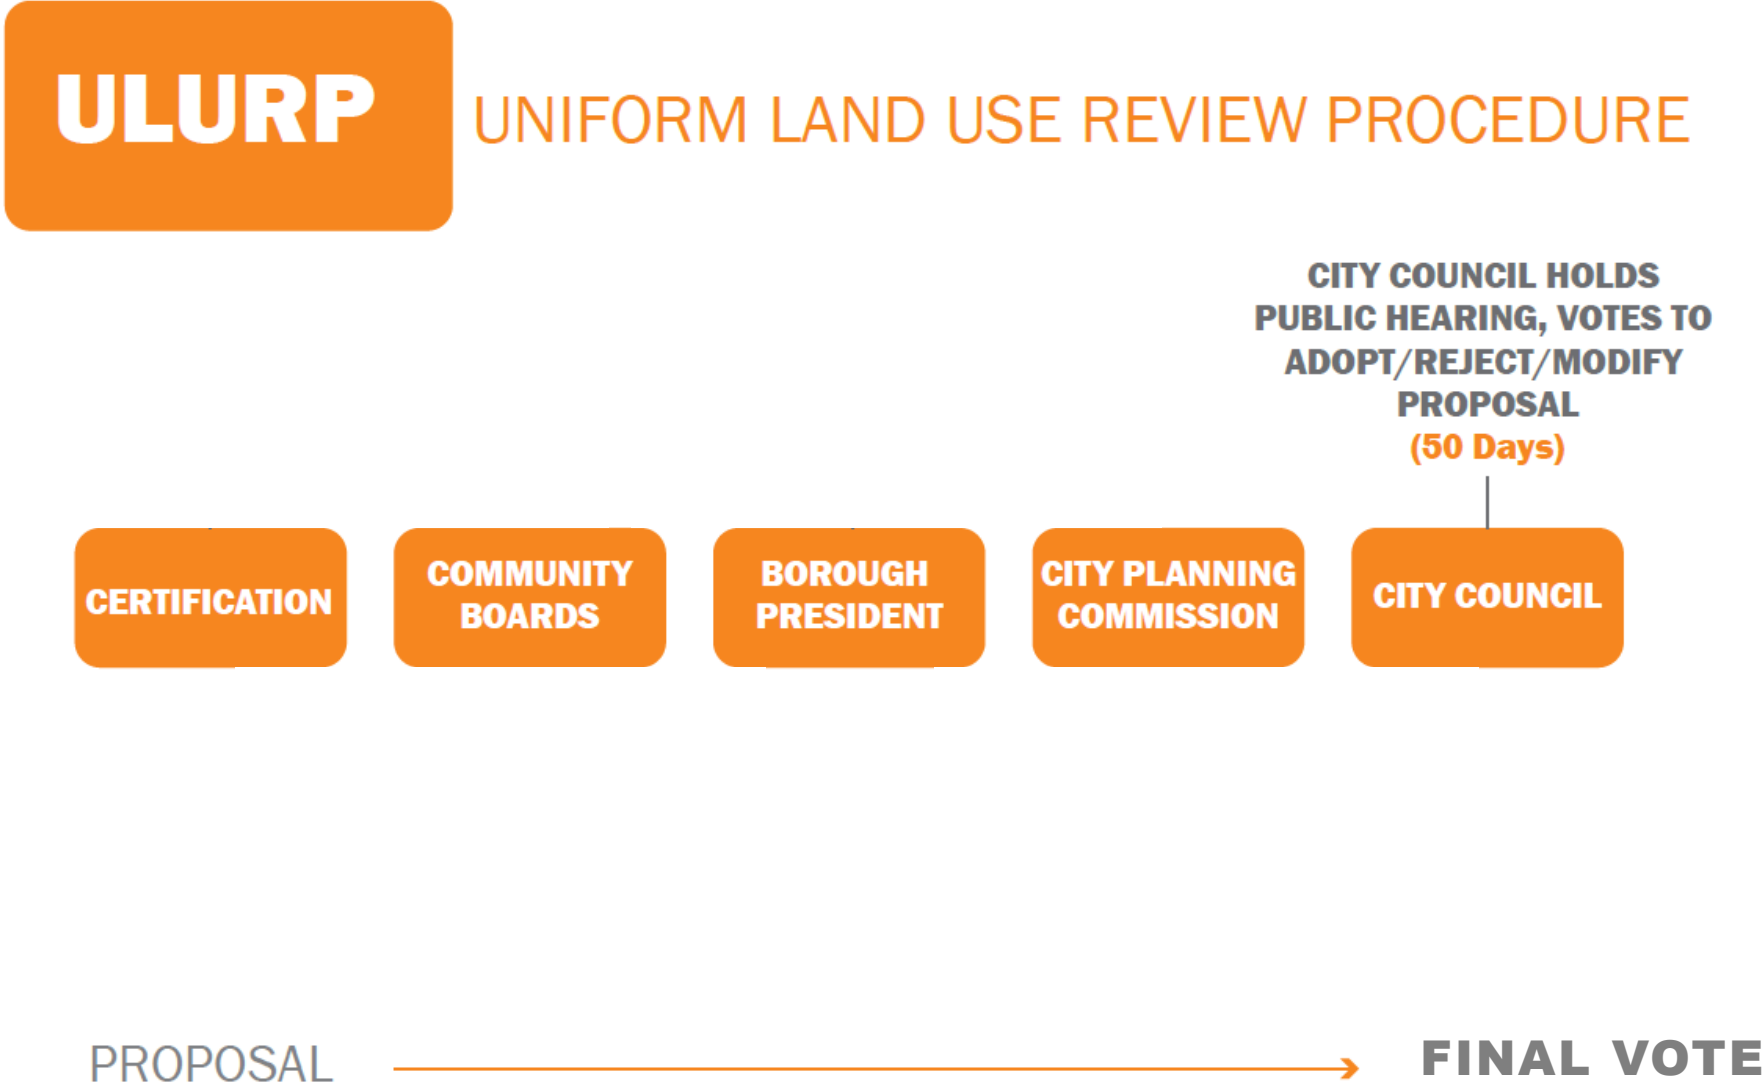 ULURP
UNIFORM LAND USE REVIEW PROCEDURE
CITY COUNCIL HOLDS
PUBLIC HEARING, VOTES TO
ADOPT/REJECT/MODIFY
PROPOSAL
(50 Days)
CERTIFICATION
COMMUNITY
BOARDS
BOROUGH
PRESIDENT
CITY PLANNING
COMMISSION
CITY COUNCIL
PROPOSAL
FINAL VOTE